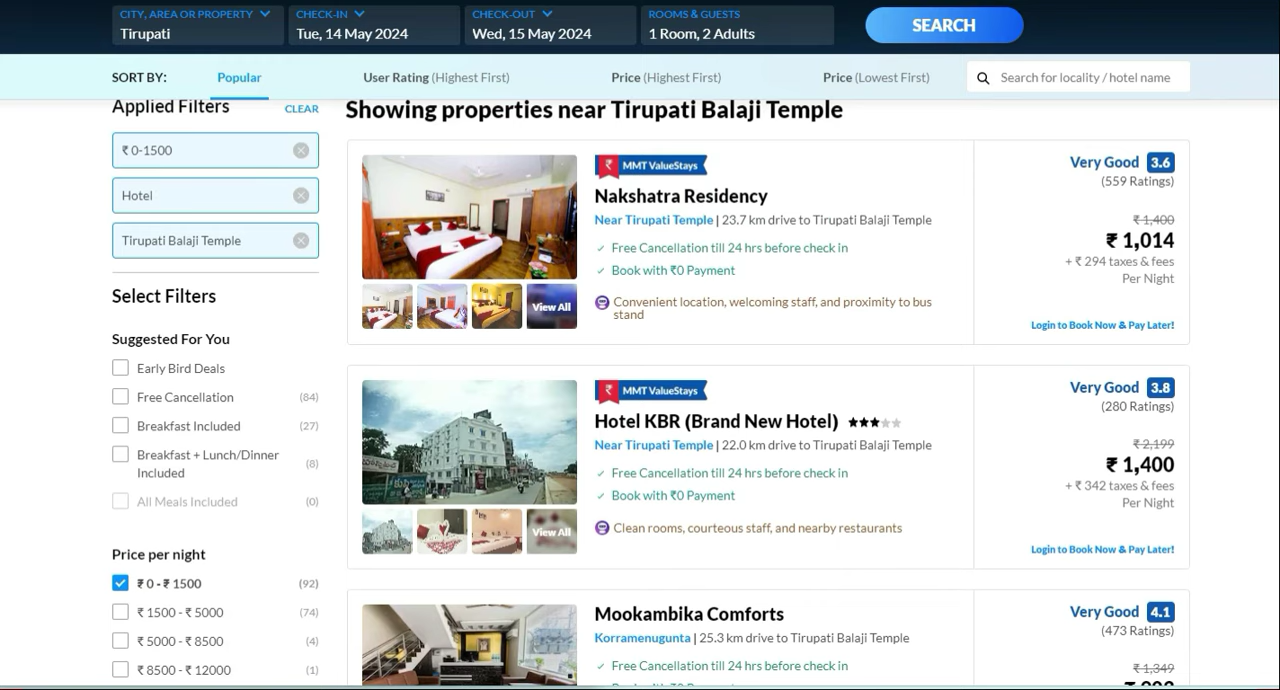 CITY, AREA OR PROPERTY
Tirupati
CHECK-IN
Tue, 14 May 2024
CHECK-OUT
Wed, 15 May 2024
ROOMS & GUESTS
1 Room, 2 Adults
SEARCH
SORT BY:
Popular
User Rating (Highest First)
Price (Highest First)
Price (Lowest First)
Search for locality / hotel name
Applied Filters
CLEAR
₹ 0-1500
Hotel
Tirupati Balaji Temple
Select Filters
Suggested For You
Early Bird Deals
Free Cancellation (84)
Breakfast Included (27)
Breakfast + Lunch/Dinner
Included (8)
All Meals Included (0)
Price per night
₹ 0 - ₹ 1500 (92)
₹ 1500 - ₹ 5000 (74)
₹ 5000 - ₹ 8500 (4)
₹ 8500 - ₹ 12000 (1)
Showing properties near Tirupati Balaji Temple
MMT ValueStays
Nakshatra Residency
Near Tirupati Temple | 23.7 km drive to Tirupati Balaji Temple
Free Cancellation till 24 hrs before check in
Book with ₹0 Payment
Convenient location, welcoming staff, and proximity to bus
stand
View All
Very Good 3.6
(559 Ratings)
₹ 1,400
₹ 1,014
+ ₹ 294 taxes & fees
Per Night
Login to Book Now & Pay Later!
MMT ValueStays
Hotel KBR (Brand New Hotel)
Near Tirupati Temple | 22.0 km drive to Tirupati Balaji Temple
Free Cancellation till 24 hrs before check in
Book with ₹0 Payment
Clean rooms, courteous staff, and nearby restaurants
View All
Very Good 3.8
(280 Ratings)
₹ 2,199
₹ 1,400
+ ₹ 342 taxes & fees
Per Night
Login to Book Now & Pay Later!
Mookambika Comforts
Korramenugunta | 25.3 km drive to Tirupati Balaji Temple
Free Cancellation till 24 hrs before check in
Very Good 4.1
(473 Ratings)
₹ 1,349